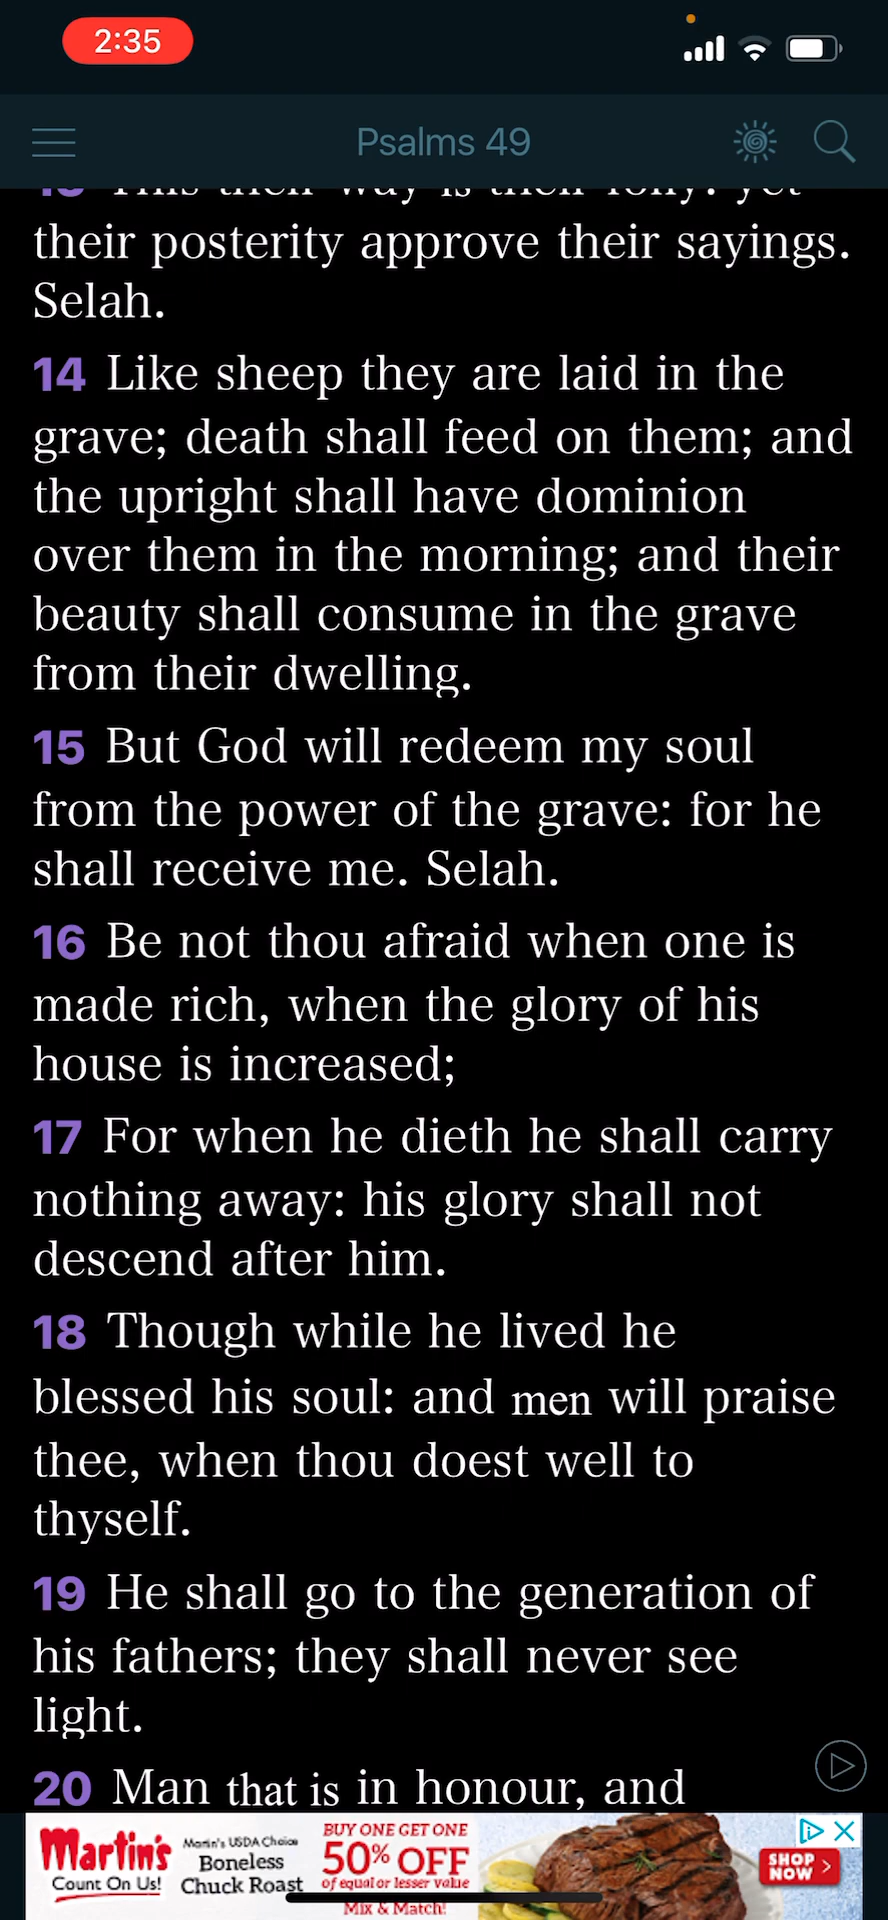 2:35
Psalms 49
13 This their way is their folly: yet
their posterity approve their sayings.
Selah.
14 Like sheep they are laid in the
grave; death shall feed on them; and
the upright shall have dominion
over them in the morning; and their
beauty shall consume in the grave
from their dwelling.
15 But God will redeem my soul
from the power of the grave: for he
shall receive me. Selah.
16 Be not thou afraid when one is
made rich, when the glory of his
house is increased;
17 For when he dieth he shall carry
nothing away: his glory shall not
descend after him.
18 Though while he lived he
blessed his soul: and men will praise
thee, when thou doest well to
thyself.
19 He shall go to the generation of
his fathers; they shall never see
light.
20 Man that is in honour, and
Martin's
Count On Us!
Martin's USDA Choice
Boneless
Chuck Roast
BUY ONE GET ONE
50% OFF
of equal or lesser value
Mix & Match!
SHOP
NOW >